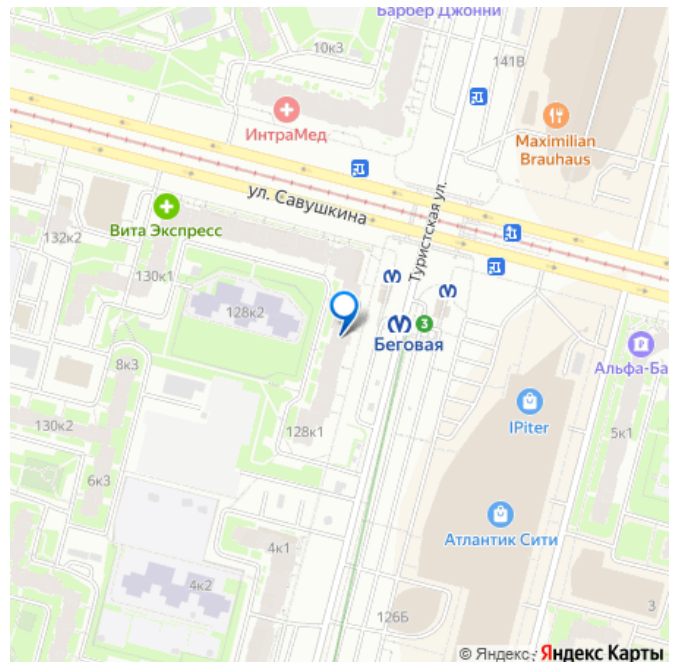 Барбер Джонни
10к3
141В
ИнтраМед
Maximilian
Brauhaus
ул. Савушкина
Туристская ул.
Вита Экспресс
132к2
130к1
128к2
3
Беговая
8к3
Альфа-Ба
IPiter
130к2
128к1
5к1
6к3
Атлантик Сити
4к1
4к2
126Б
3
© Яндекс Яндекс Карты